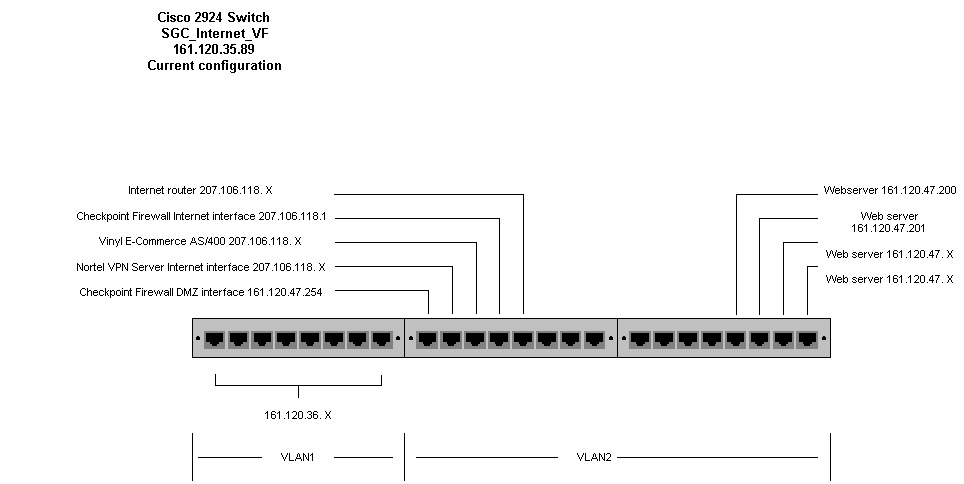 Cisco 2924 Switch
SGC_Internet_VF
161.120.35.89
Current configuration
Internet router 207.106.118. X
Checkpoint Firewall Internet interface 207.106.118.1
Vinyl E-Commerce AS/400 207.106.118. X
Nortel VPN Server Internet interface 207.106.118. X
Checkpoint Firewall DMZ interface 161.120.47.254
Webserver 161.120.47.200
Web server
161.120.47.201
Web server 161.120.47. X
Web server 161.120.47. X
161.120.36. X
VLAN1
VLAN2